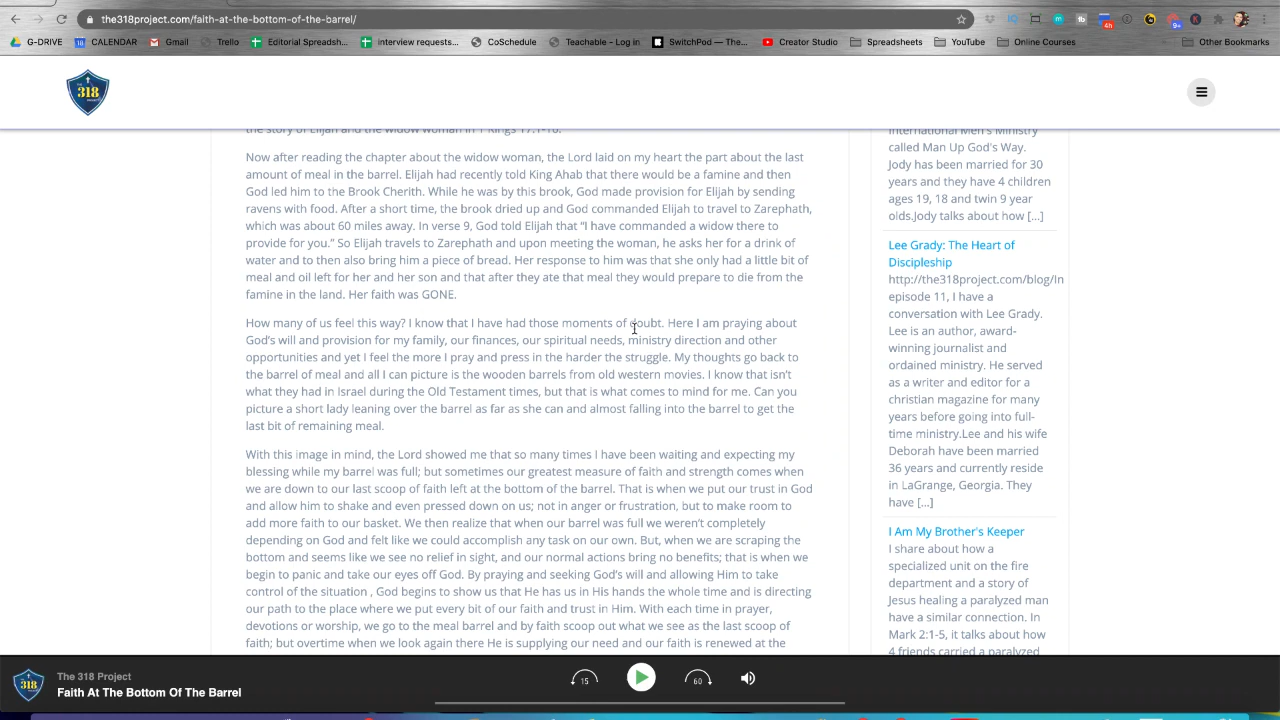 the318project.com/faith-at-the-bottom-of-the-barrel/
G-DRIVE
CALENDAR
Gmail
Trello
Editorial Spreadsh...
interview requests...
CoSchedule
Teachable - Log in
SwitchPod — The...
Creator Studio
Spreadsheets
YouTube
Online Courses
Other Bookmarks
THE
318
PROJECT
the story of Elijah and the widow woman in 1 Kings 17:1-16.
Now after reading the chapter about the widow woman, the Lord laid on my heart the part about the last
amount of meal in the barrel. Elijah had recently told King Ahab that there would be a famine and then
God led him to the Brook Cherith. While he was by this brook, God made provision for Elijah by sending
ravens with food. After a short time, the brook dried up and God commanded Elijah to travel to Zarephath,
which was about 60 miles away. In verse 9, God told Elijah that “I have commanded a widow there to
provide for you.” So Elijah travels to Zarephath and upon meeting the woman, he asks her for a drink of
water and to then also bring him a piece of bread. Her response to him was that she only had a little bit of
meal and oil left for her and her son and that after they ate that meal they would prepare to die from the
famine in the land. Her faith was GONE.
How many of us feel this way? I know that I have had those moments of doubt. Here I am praying about
God’s will and provision for my family, our finances, our spiritual needs, ministry direction and other
opportunities and yet I feel the more I pray and press in the harder the struggle. My thoughts go back to
the barrel of meal and all I can picture is the wooden barrels from old western movies. I know that isn’t
what they had in Israel during the Old Testament times, but that is what comes to mind for me. Can you
picture a short lady leaning over the barrel as far as she can and almost falling into the barrel to get the
last bit of remaining meal.
With this image in mind, the Lord showed me that so many times I have been waiting and expecting my
blessing while my barrel was full; but sometimes our greatest measure of faith and strength comes when
we are down to our last scoop of faith left at the bottom of the barrel. That is when we put our trust in God
and allow him to shake and even pressed down on us; not in anger or frustration, but to make room to
add more faith to our basket. We then realize that when our barrel was full we weren’t completely
depending on God and felt like we could accomplish any task on our own. But, when we are scraping the
bottom and seems like we see no relief in sight, and our normal actions bring no benefits; that is when we
begin to panic and take our eyes off God. By praying and seeking God’s will and allowing Him to take
control of the situation , God begins to show us that He has us in His hands the whole time and is directing
our path to the place where we put every bit of our faith and trust in Him. With each time in prayer,
devotions or worship, we go to the meal barrel and by faith scoop out what we see as the last scoop of
faith; but overtime when we look again there He is supplying our need and our faith is renewed at the
International Men's Ministry
called Man Up God's Way.
Jody has been married for 30
years and they have 4 children
ages 19, 18 and twin 9 year
olds.Jody talks about how [...]
Lee Grady: The Heart of
Discipleship
http://the318project.com/blog/In
episode 11, I have a
conversation with Lee Grady.
Lee is an author, award-
winning journalist and
ordained ministry. He served
as a writer and editor for a
christian magazine for many
years before going into full-
time ministry.Lee and his wife
Deborah have been married
36 years and currently reside
in LaGrange, Georgia. They
have [...]
I Am My Brother's Keeper
I share about how a
specialized unit on the fire
department and a story of
Jesus healing a paralyzed man
have a similar connection. In
Mark 2:1-5, it talks about how
4 friends carried a paralyzed
The 318 Project
Faith At The Bottom Of The Barrel
15
60